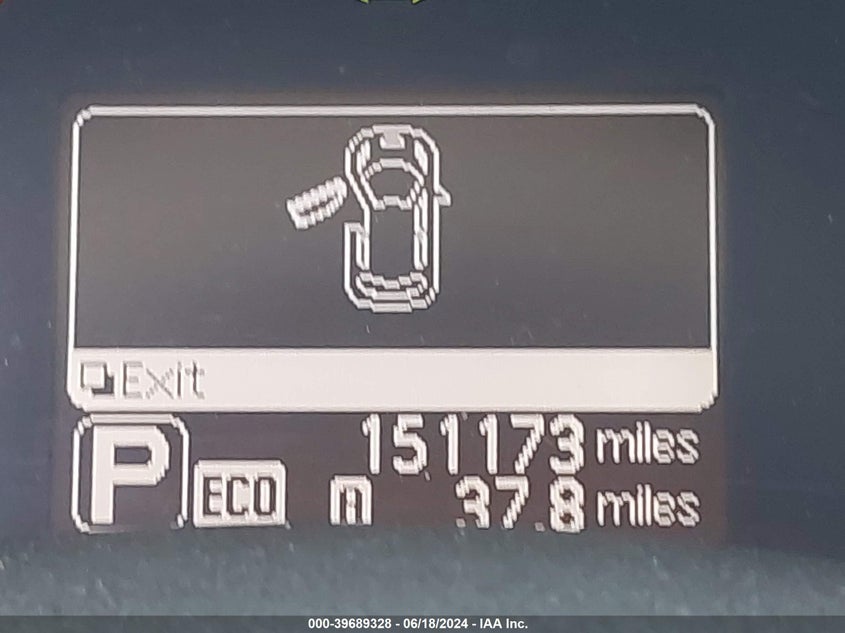 Exit
P
ECO
151173 miles
m 37.8 miles
000-39689328 - 06/18/2024 - IAA Inc.